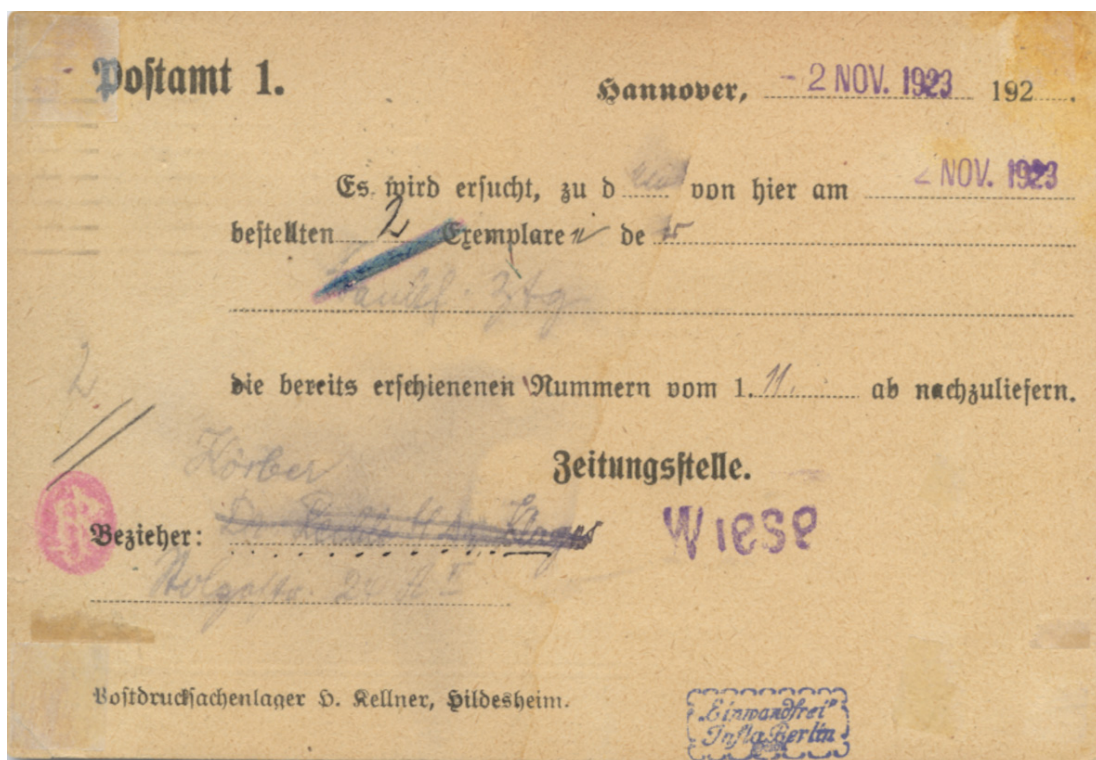 Postamt 1.
Hannover, - 2 NOV. 1923 192 .
Es wird ersucht, zu d von hier am 2 NOV. 1923
bestellten 2 Exemplare n de r
Ztg
2
die bereits erschienenen Nummern vom 1. 11. ab nachzuliefern.
Körber
Zeitungsstelle.
Bezieher:
Wiese
Postdrucksachenlager H. Kellner, Hildesheim.
"Einwandfrei"
Infla Berlin